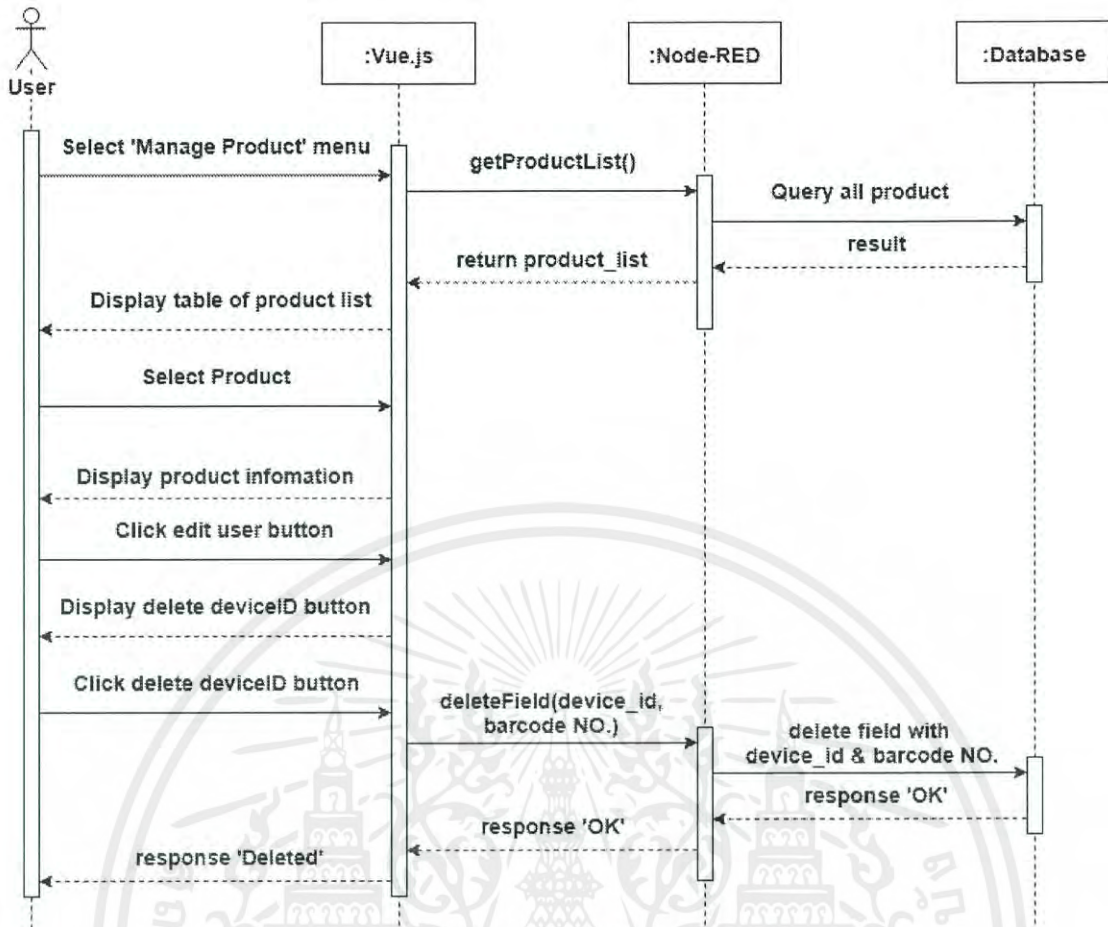 User
:Vue.js
:Node-RED
:Database
Select 'Manage Product' menu
getProductList()
Query all product
result
return product_list
Display table of product list
Select Product
Display product infomation
Click edit user button
Display delete deviceID button
Click delete deviceID button
deleteField(device_id,
barcode NO.)
delete field with
device_id & barcode NO.
response 'OK'
response 'OK'
response 'Deleted'